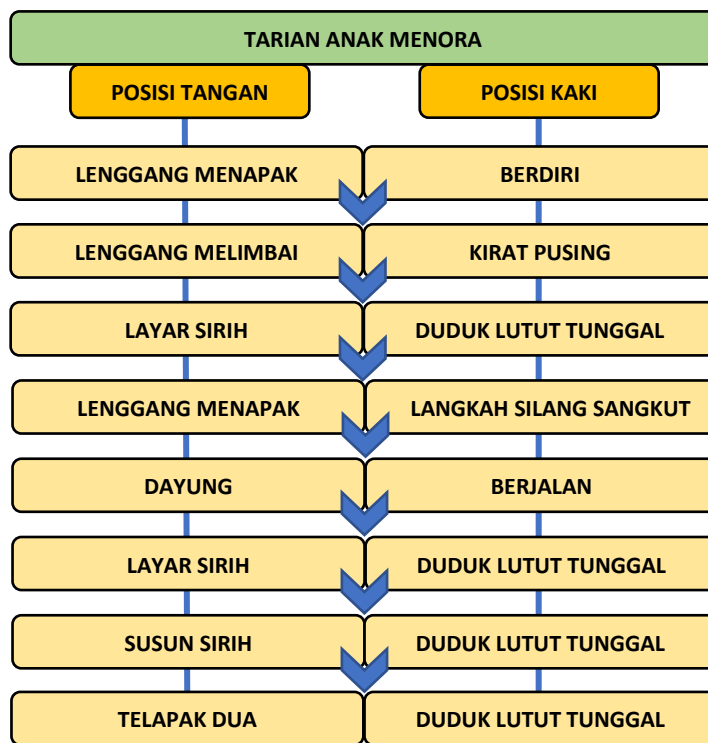 TARIAN ANAK MENORA
POSISI TANGAN
POSISI KAKI
LENGGANG MENAPAK
BERDIRI
LENGGANG MELIMBAI
KIRAT PUSING
LAYAR SIRIH
DUDUK LUTUT TUNGGAL
LENGGANG MENAPAK
LANGKAH SILANG SANGKUT
DAYUNG
BERJALAN
LAYAR SIRIH
DUDUK LUTUT TUNGGAL
SUSUN SIRIH
DUDUK LUTUT TUNGGAL
TELAPAK DUA
DUDUK LUTUT TUNGGAL